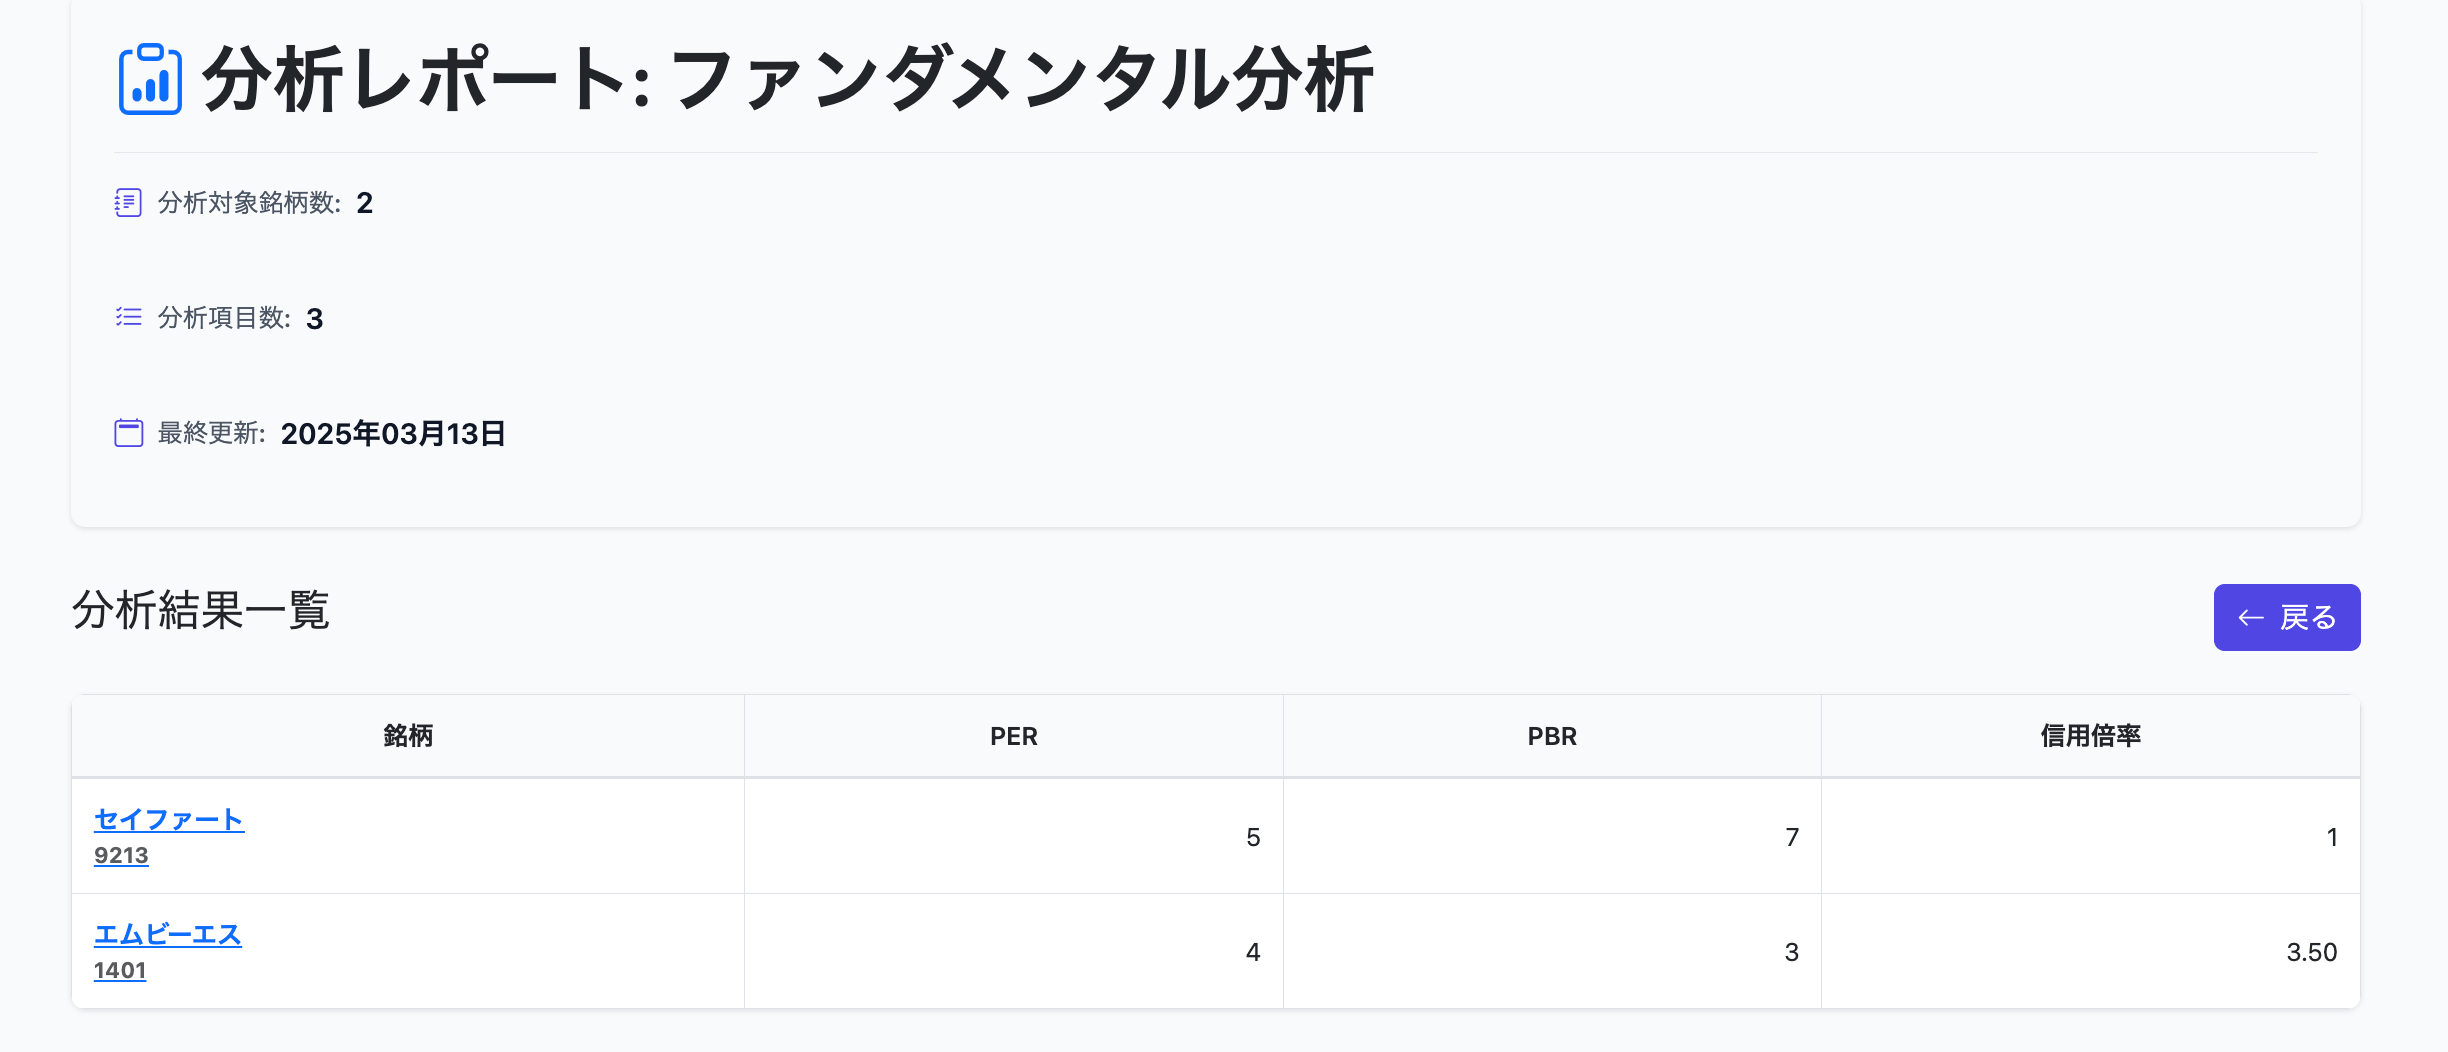 分析レポート: ファンダメンタル分析
分析対象銘柄数: 2
分析項目数: 3
最終更新: 2025年03月13日
分析結果一覧
← 戻る
銘柄 PER PBR 信用倍率
セイファート
9213
5 7 1
エムビーエス
1401
4 3 3.50